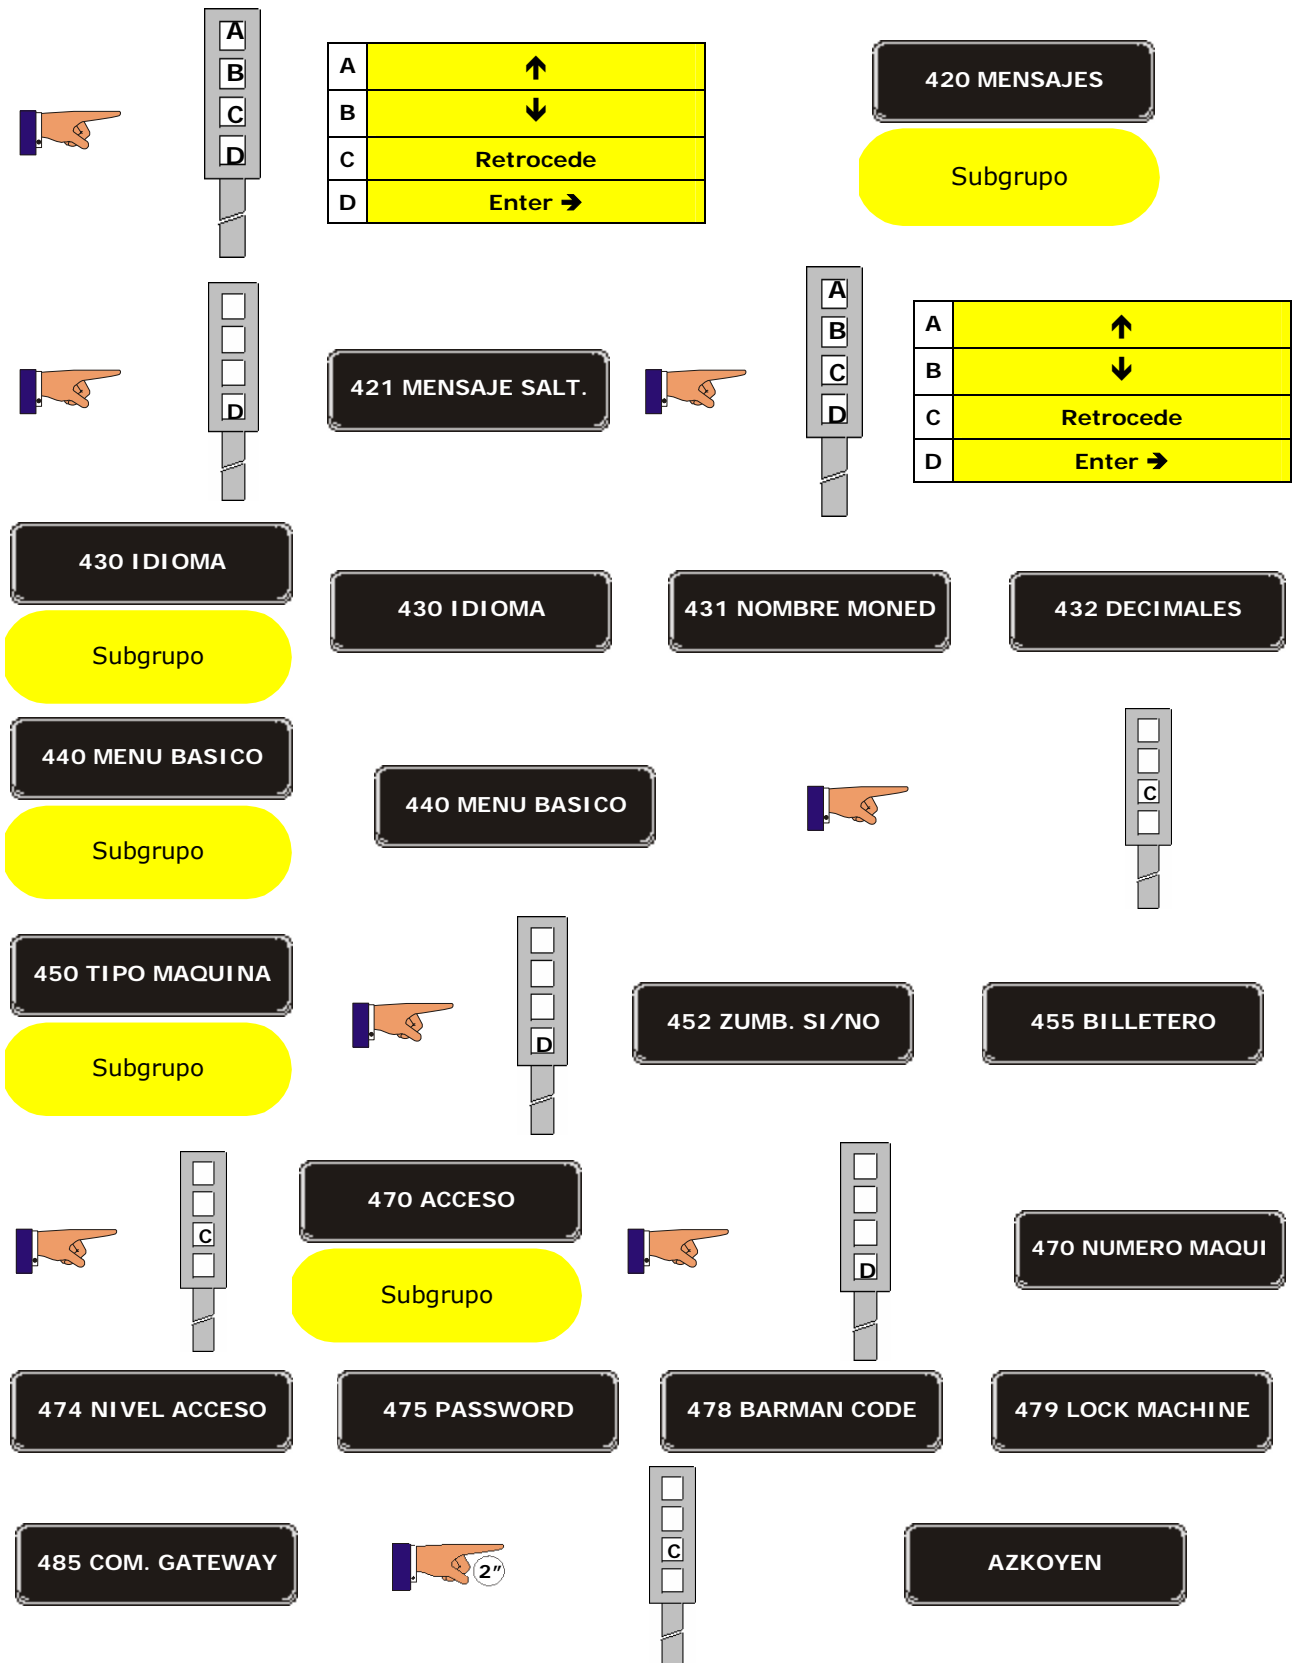 A
B
C
D
A ↑
B ↓
C Retrocede
D Enter ➔
420 MENSAJES
Subgrupo
D
421 MENSAJE SALT.
A
B
C
D
A ↑
B ↓
C Retrocede
D Enter ➔
430 IDIOMA
Subgrupo
430 IDIOMA
431 NOMBRE MONED
432 DECIMALES
440 MENU BASICO
Subgrupo
440 MENU BASICO
C
450 TIPO MAQUINA
Subgrupo
D
452 ZUMB. SI/NO
455 BILLETERO
C
470 ACCESO
Subgrupo
D
470 NUMERO MAQUI
474 NIVEL ACCESO
475 PASSWORD
478 BARMAN CODE
479 LOCK MACHINE
485 COM. GATEWAY
2”
C
AZKOYEN